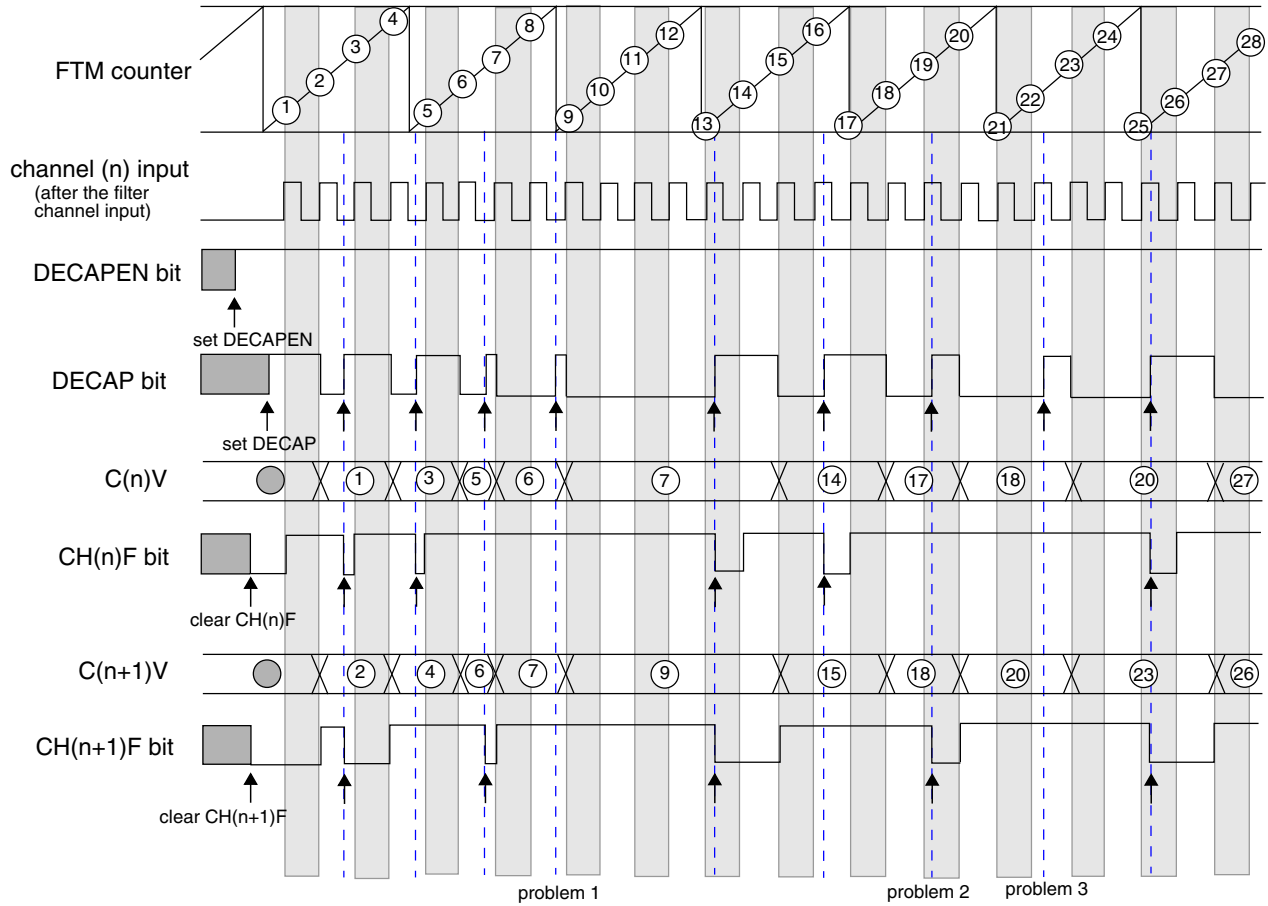 FTM counter
1 2 3 4 5 6 7 8 9 10 11 12 13 14 15 16 17 18 19 20 21 22 23 24 25 26 27 28
channel (n) input
(after the filter
channel input)
DECAPEN bit
set DECAPEN
DECAP bit
set DECAP
C(n)V
1 3 5 6 7 14 17 18 20 27
CH(n)F bit
clear CH(n)F
C(n+1)V
2 4 6 7 9 15 18 20 23 26
CH(n+1)F bit
clear CH(n+1)F
problem 1 problem 2 problem 3